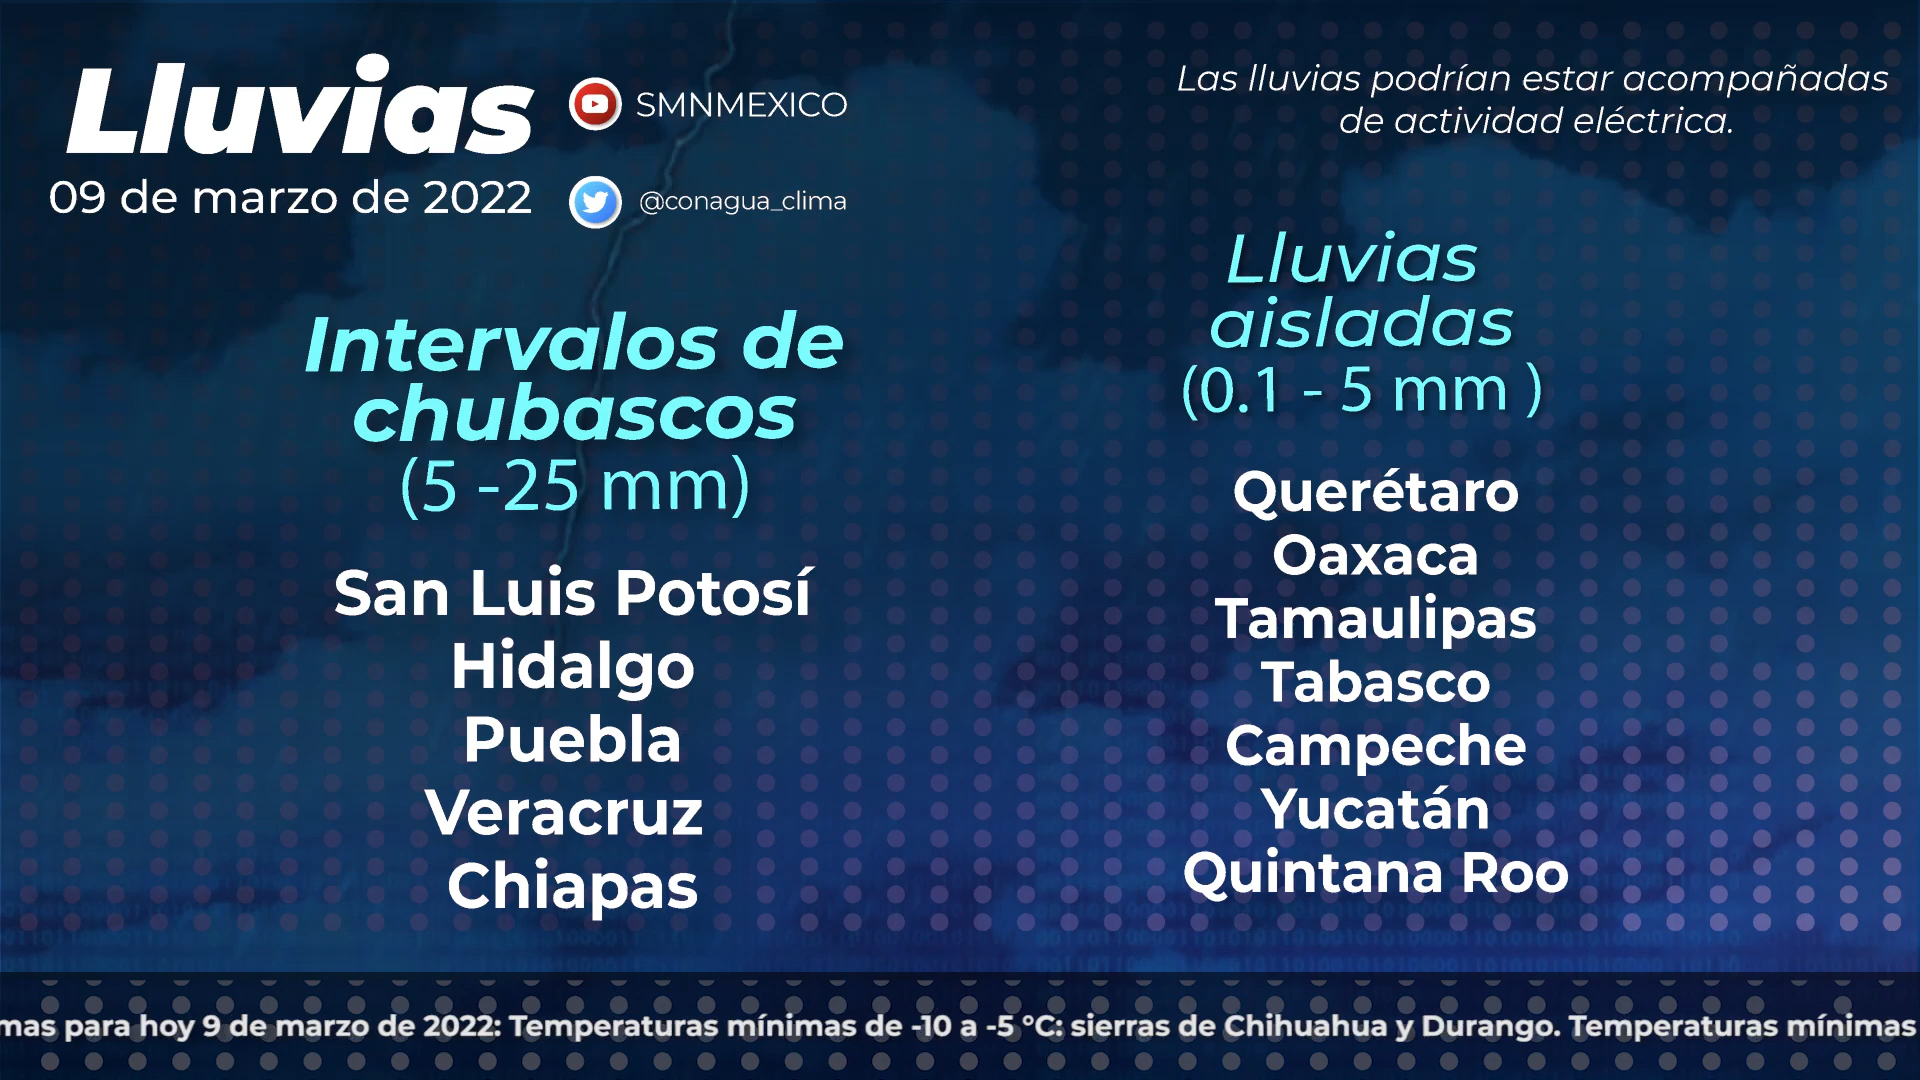 Lluvias
09 de marzo de 2022
SMNMEXICO
@conagua_clima
Las lluvias podrían estar acompañadas
de actividad eléctrica.
Intervalos de
chubascos
(5 -25 mm)
San Luis Potosí
Hidalgo
Puebla
Veracruz
Chiapas
Lluvias
aisladas
(0.1 - 5 mm )
Querétaro
Oaxaca
Tamaulipas
Tabasco
Campeche
Yucatán
Quintana Roo
mas para hoy 9 de marzo de 2022: Temperaturas mínimas de -10 a -5 °C: sierras de Chihuahua y Durango. Temperaturas mínimas